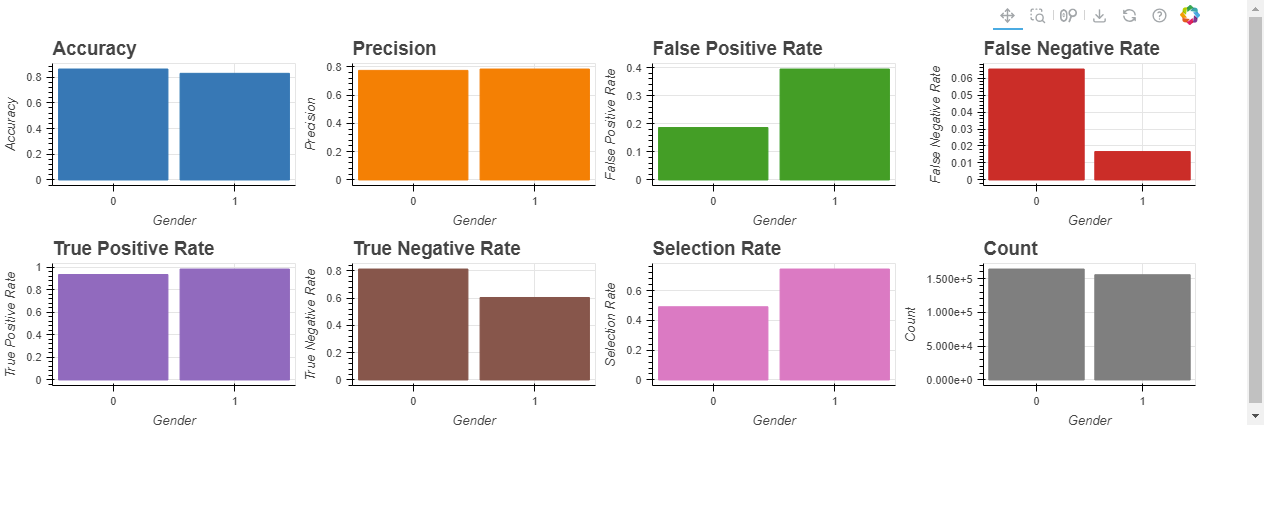 Accuracy
Accuracy
0.8
0.6
0.4
0.2
0
0
1
Gender
Precision
Precision
0.8
0.6
0.4
0.2
0
0
1
Gender
False Positive Rate
False Positive Rate
0.4
0.3
0.2
0.1
0
0
1
Gender
False Negative Rate
False Negative Rate
0.06
0.05
0.04
0.03
0.02
0.01
0
0
1
Gender
True Positive Rate
True Positive Rate
1
0.8
0.6
0.4
0.2
0
0
1
Gender
True Negative Rate
True Negative Rate
0.8
0.6
0.4
0.2
0
0
1
Gender
Selection Rate
Selection Rate
0.6
0.4
0.2
0
0
1
Gender
Count
Count
1.500e+5
1.000e+5
5.000e+4
0.000e+0
0
1
Gender